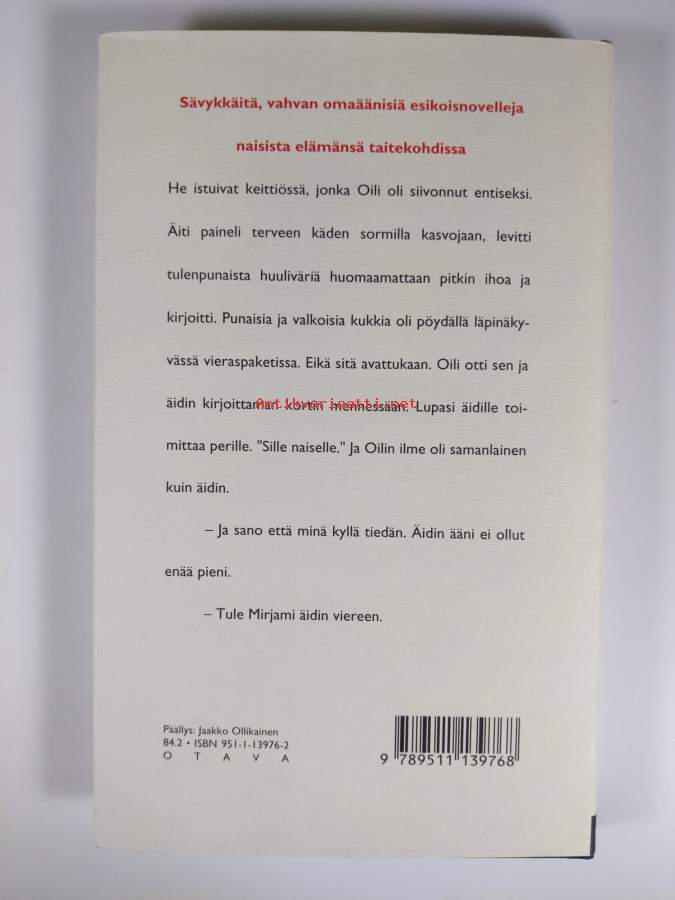 Sävykkäitä, vahvan omaäänisiä esikoisnovelleja
naisista elämänsä taitekohdissa
He istuivat keittiössä, jonka Oili oli siivonnut entiseksi.
Äiti paineli terveen käden sormilla kasvojaan, levitti
tulenpunaista huuliväriä huomaamattaan pitkin ihoa ja
kirjoitti. Punaisia ja valkoisia kukkia oli pöydällä läpinäky-
vässä vieraspaketissa. Eikä sitä avattukaan. Oili otti sen ja
äidin kirjoittaman kortin mennessään. Lupasi äidille toi-
Antikvariaatti.net
mittaa perille. "Sille naiselle." Ja Oilin ilme oli samanlainen
kuin äidin.
– Ja sano että minä kyllä tiedän. Äidin ääni ei ollut
enää pieni.
– Tule Mirjami äidin viereen.
Päällys: Jaakko Ollikainen
84.2 • ISBN 951-1-13976-2
O T A V A
9 789511 139768